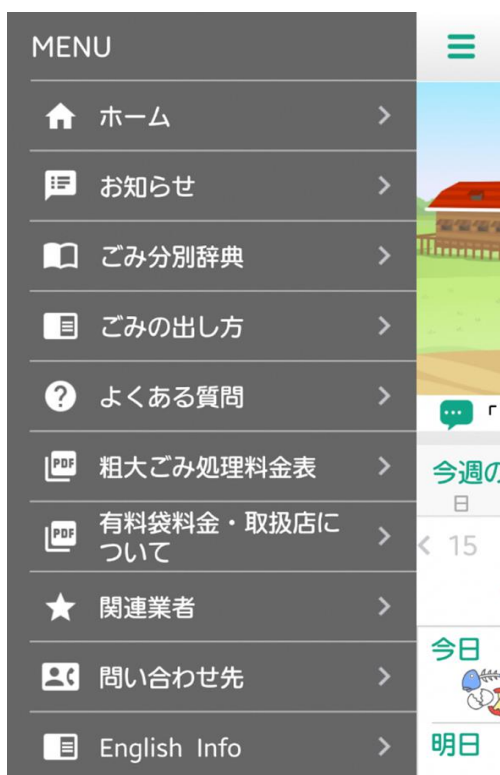 MENU
ホーム
お知らせ
ごみ分別辞典
ごみの出し方
よくある質問
PDF
粗大ごみ処理料金表
PDF
有料袋料金・取扱店に
ついて
関連業者
問い合わせ先
English Info
「
今週の
日
15
今日
明日